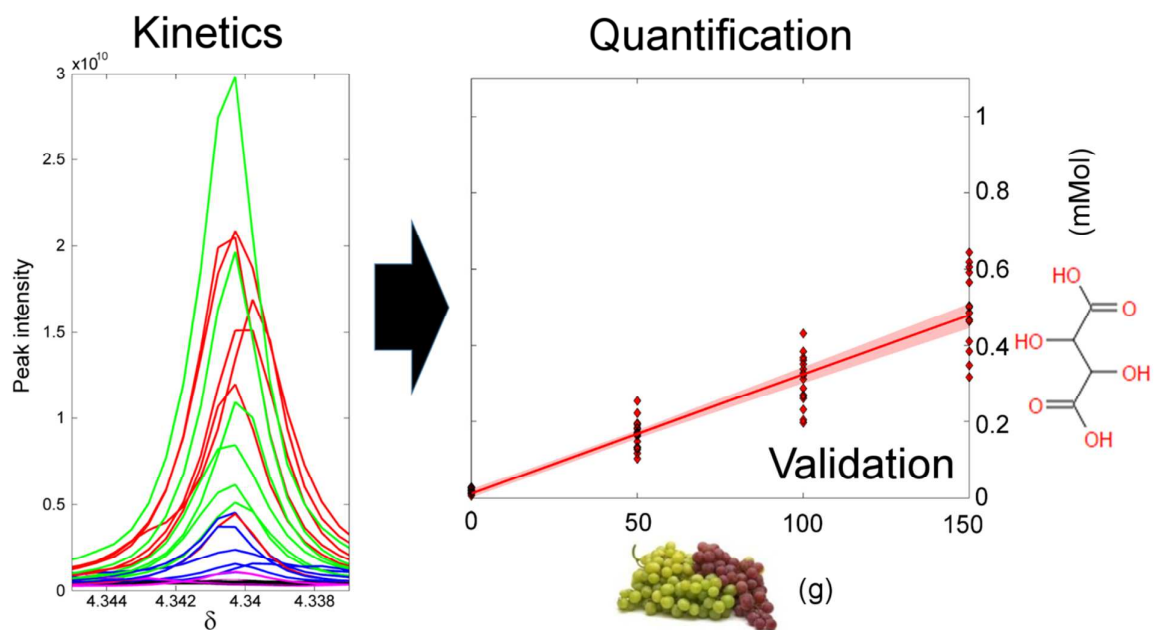 Kinetics
Quantification
×10¹⁰
Peak intensity
3
2.5
2
1.5
1
0.5
0
4.344
4.342
4.34
4.338
δ
1
0.8
0.6
0.4
0.2
0
(mMol)
0
50
100
150
Validation
(g)
HO
O
HO
OH
O
OH